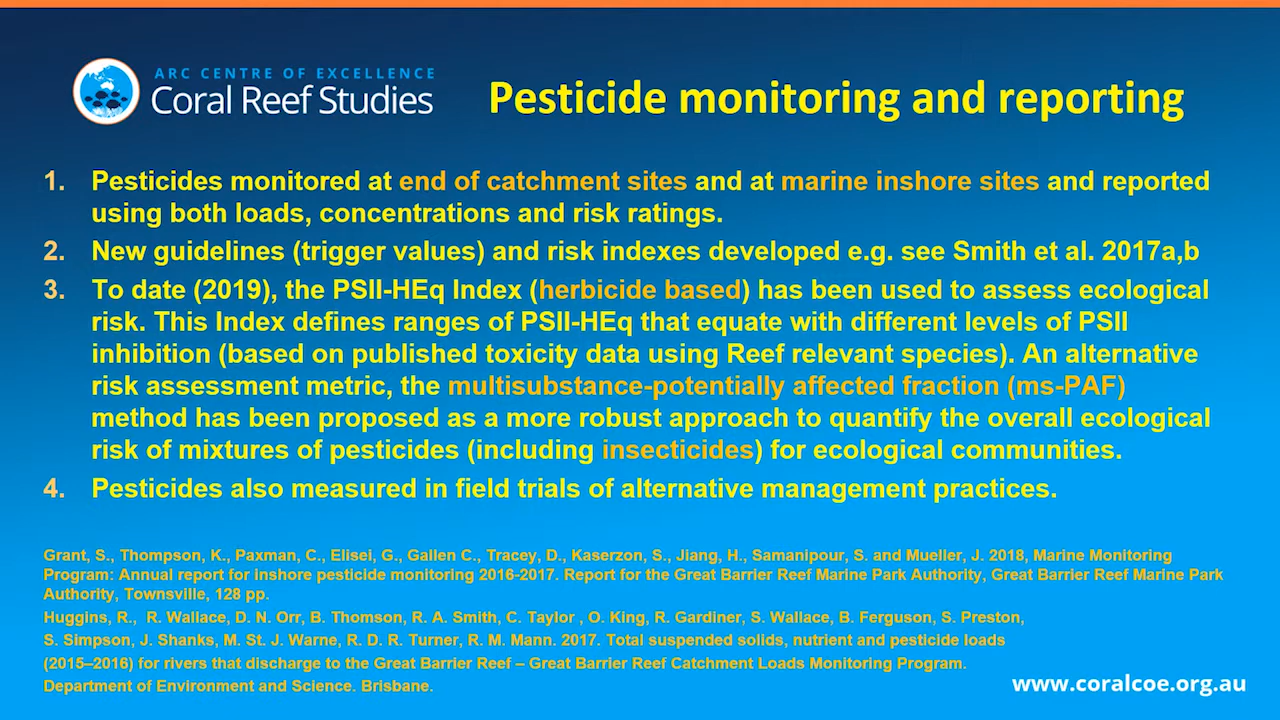 ARC CENTRE OF EXCELLENCE
Coral Reef Studies
Pesticide monitoring and reporting
1. Pesticides monitored at end of catchment sites and at marine inshore sites and reported
using both loads, concentrations and risk ratings.
2. New guidelines (trigger values) and risk indexes developed e.g. see Smith et al. 2017a,b
3. To date (2019), the PSII-HEq Index (herbicide based) has been used to assess ecological
risk. This Index defines ranges of PSII-HEq that equate with different levels of PSII
inhibition (based on published toxicity data using Reef relevant species). An alternative
risk assessment metric, the multisubstance-potentially affected fraction (ms-PAF)
method has been proposed as a more robust approach to quantify the overall ecological
risk of mixtures of pesticides (including insecticides) for ecological communities.
4. Pesticides also measured in field trials of alternative management practices.
Grant, S., Thompson, K., Paxman, C., Elisei, G., Gallen C., Tracey, D., Kaserzon, S., Jiang, H., Samanipour, S. and Mueller, J. 2018, Marine Monitoring
Program: Annual report for inshore pesticide monitoring 2016-2017. Report for the Great Barrier Reef Marine Park Authority, Great Barrier Reef Marine Park
Authority, Townsville, 128 pp.
Huggins, R., R. Wallace, D. N. Orr, B. Thomson, R. A. Smith, C. Taylor , O. King, R. Gardiner, S. Wallace, B. Ferguson, S. Preston,
S. Simpson, J. Shanks, M. St. J. Warne, R. D. R. Turner, R. M. Mann. 2017. Total suspended solids, nutrient and pesticide loads
(2015–2016) for rivers that discharge to the Great Barrier Reef – Great Barrier Reef Catchment Loads Monitoring Program.
Department of Environment and Science. Brisbane.
www.coralcoe.org.au